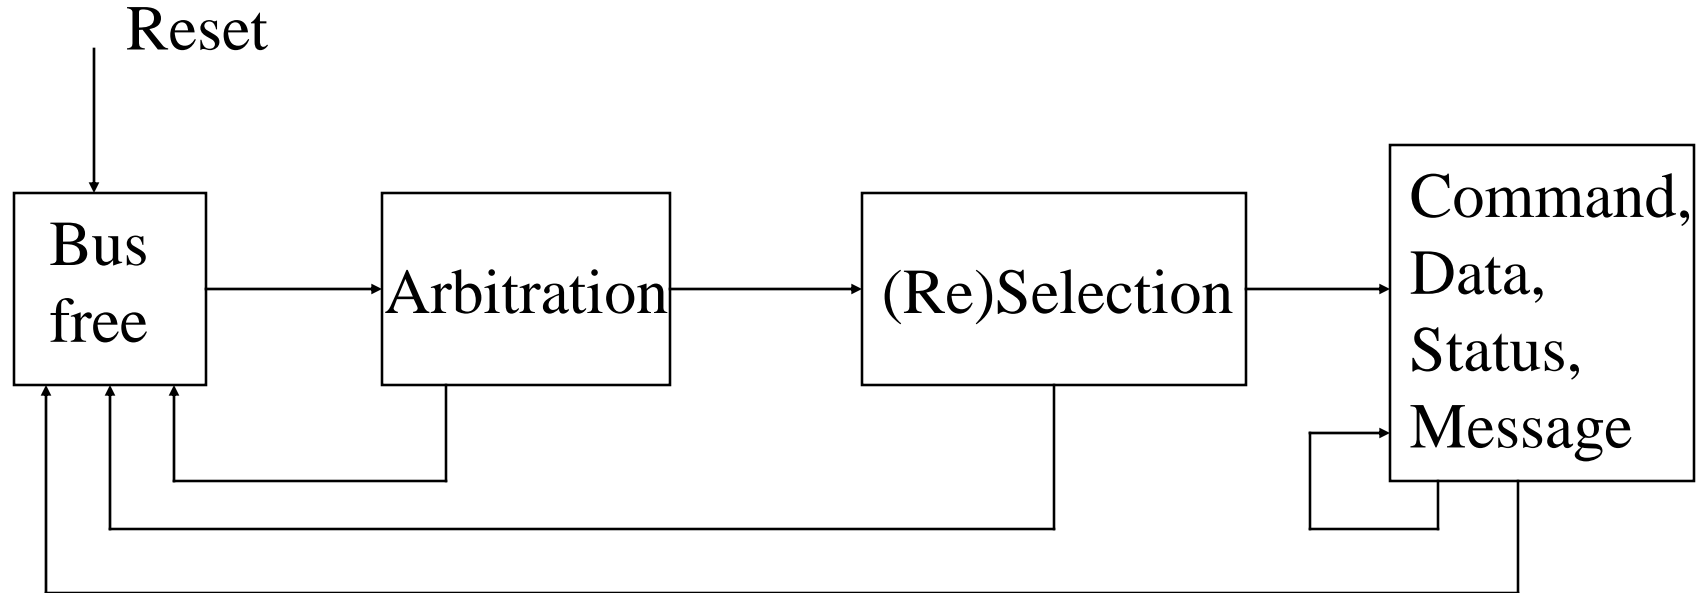 Reset
Bus
free
Arbitration
(Re)Selection
Command,
Data,
Status,
Message